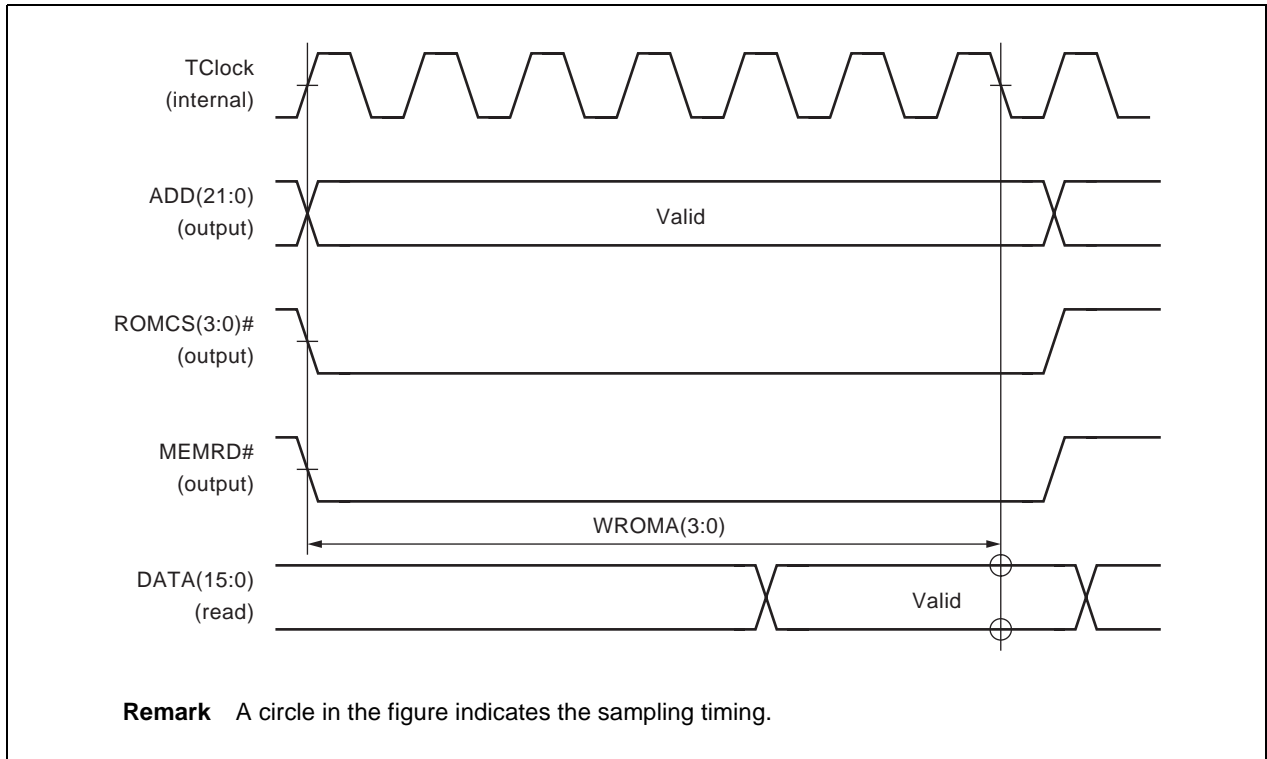 TClock
(internal)
ADD(21:0)
(output)
Valid
ROMCS(3:0)#
(output)
MEMRD#
(output)
WROMA(3:0)
DATA(15:0)
(read)
Valid
Remark A circle in the figure indicates the sampling timing.